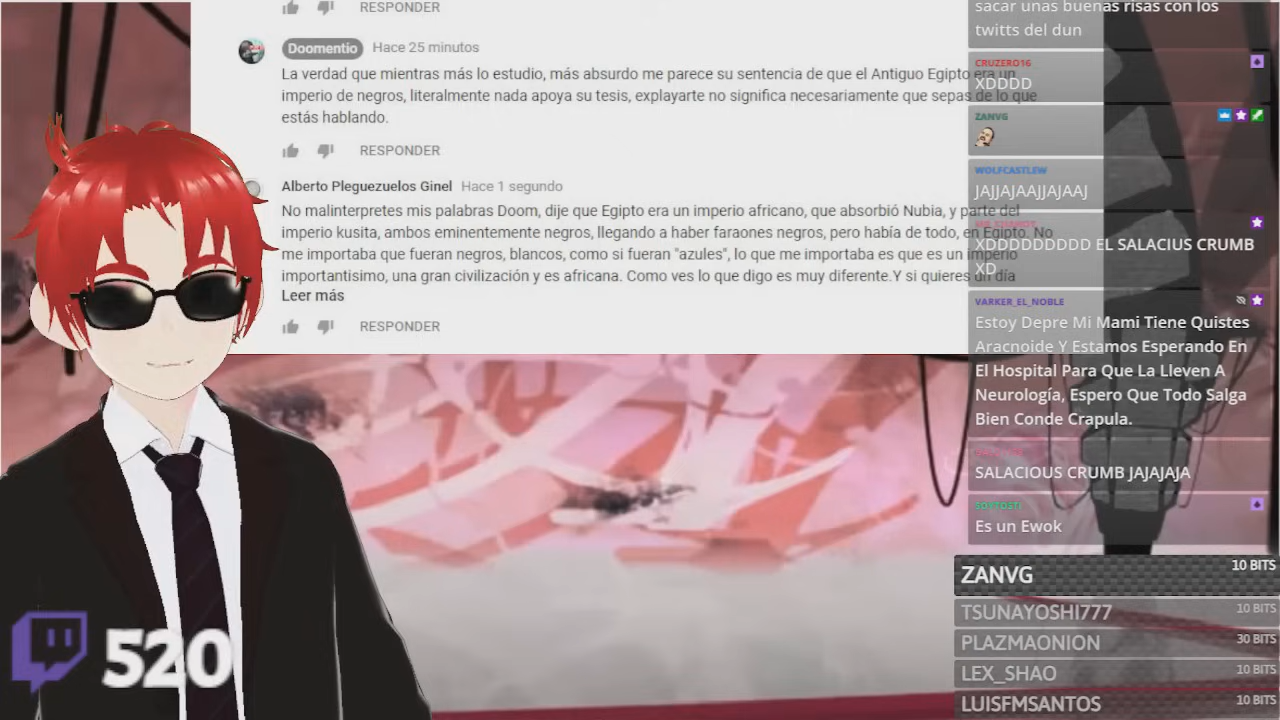 RESPONDER
Doomentio Hace 25 minutos
La verdad que mientras más lo estudio, más absurdo me parece su sentencia de que el Antiguo Egipto era un
imperio de negros, literalmente nada apoya su tesis, explayarte no significa necesariamente que sepas de lo que
estás hablando.
RESPONDER
Alberto Pleguezuelos Ginel Hace 1 segundo
No malinterpretes mis palabras Doom, dije que Egipto era un imperio africano, que absorbió Nubia, y parte del
imperio kusita, ambos eminentemente negros, llegando a haber faraones negros, pero había de todo, en Egipto. No
me importaba que fueran negros, blancos, como si fueran "azules", lo que me importaba es que es un imperio
importantisimo, una gran civilización y es africana. Como ves lo que digo es muy diferente.Y si quieres un día
Leer más
RESPONDER
sacar unas buenas risas con los
twitts del dun
CRUZERO16
XDDDD
ZANVG
WOLFCASTLEW
JAJJAJAAJJAJAAJ
XDDDDDDDDD EL SALACIUS CRUMB
XD
VARKER_EL_NOBLE
Estoy Depre Mi Mami Tiene Quistes
Aracnoide Y Estamos Esperando En
El Hospital Para Que La Lleven A
Neurología, Espero Que Todo Salga
Bien Conde Crapula.
SALACIOUS CRUMB JAJAJAJA
Es un Ewok
ZANVG 10 BITS
TSUNAYOSHI777 10 BITS
PLAZMAONION 30 BITS
LEX_SHAO 10 BITS
LUISFMSANTOS 10 BITS
520